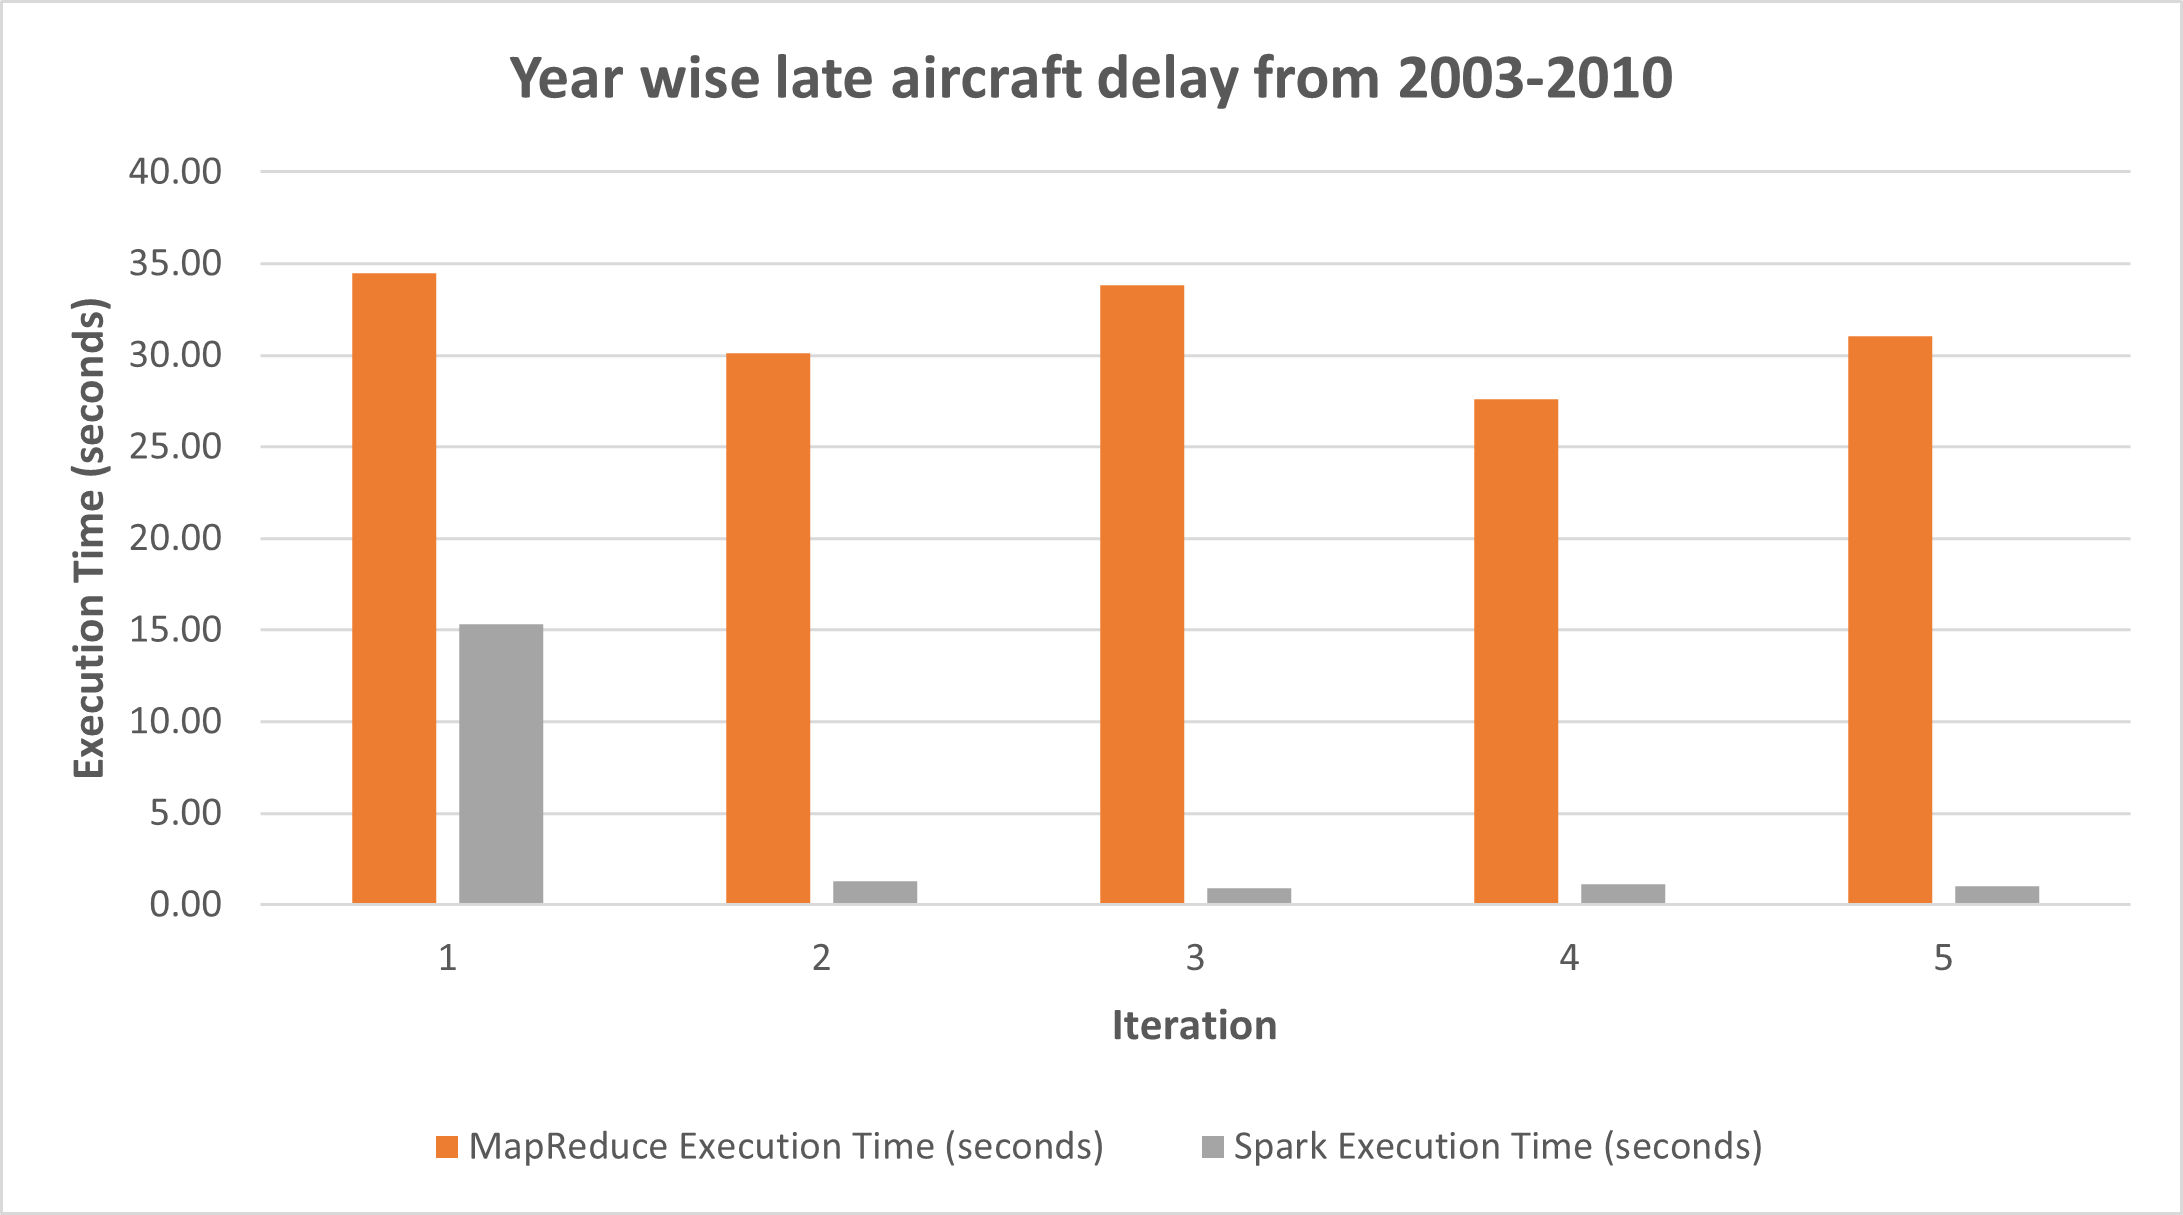 Year wise late aircraft delay from 2003-2010
Execution Time (seconds)
40.00
35.00
30.00
25.00
20.00
15.00
10.00
5.00
0.00
1 2 3 4 5
Iteration
MapReduce Execution Time (seconds) Spark Execution Time (seconds)